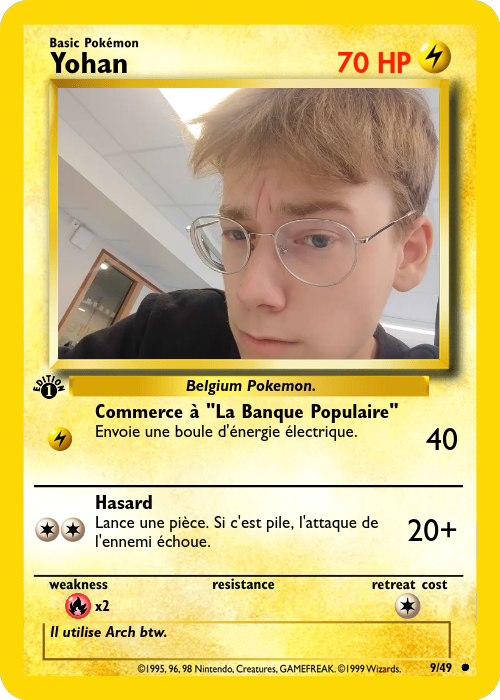 Basic Pokémon
Yohan
70 HP
EDITION
1
Belgium Pokemon.
Commerce à "La Banque Populaire"
Envoie une boule d'énergie électrique.
40
Hasard
Lance une pièce. Si c'est pile, l'attaque de
l'ennemi échoue.
20+
weakness
resistance
retreat cost
x2
Il utilise Arch btw.
©1995, 96, 98 Nintendo, Creatures, GAMEFREAK. ©1999 Wizards.
9/49